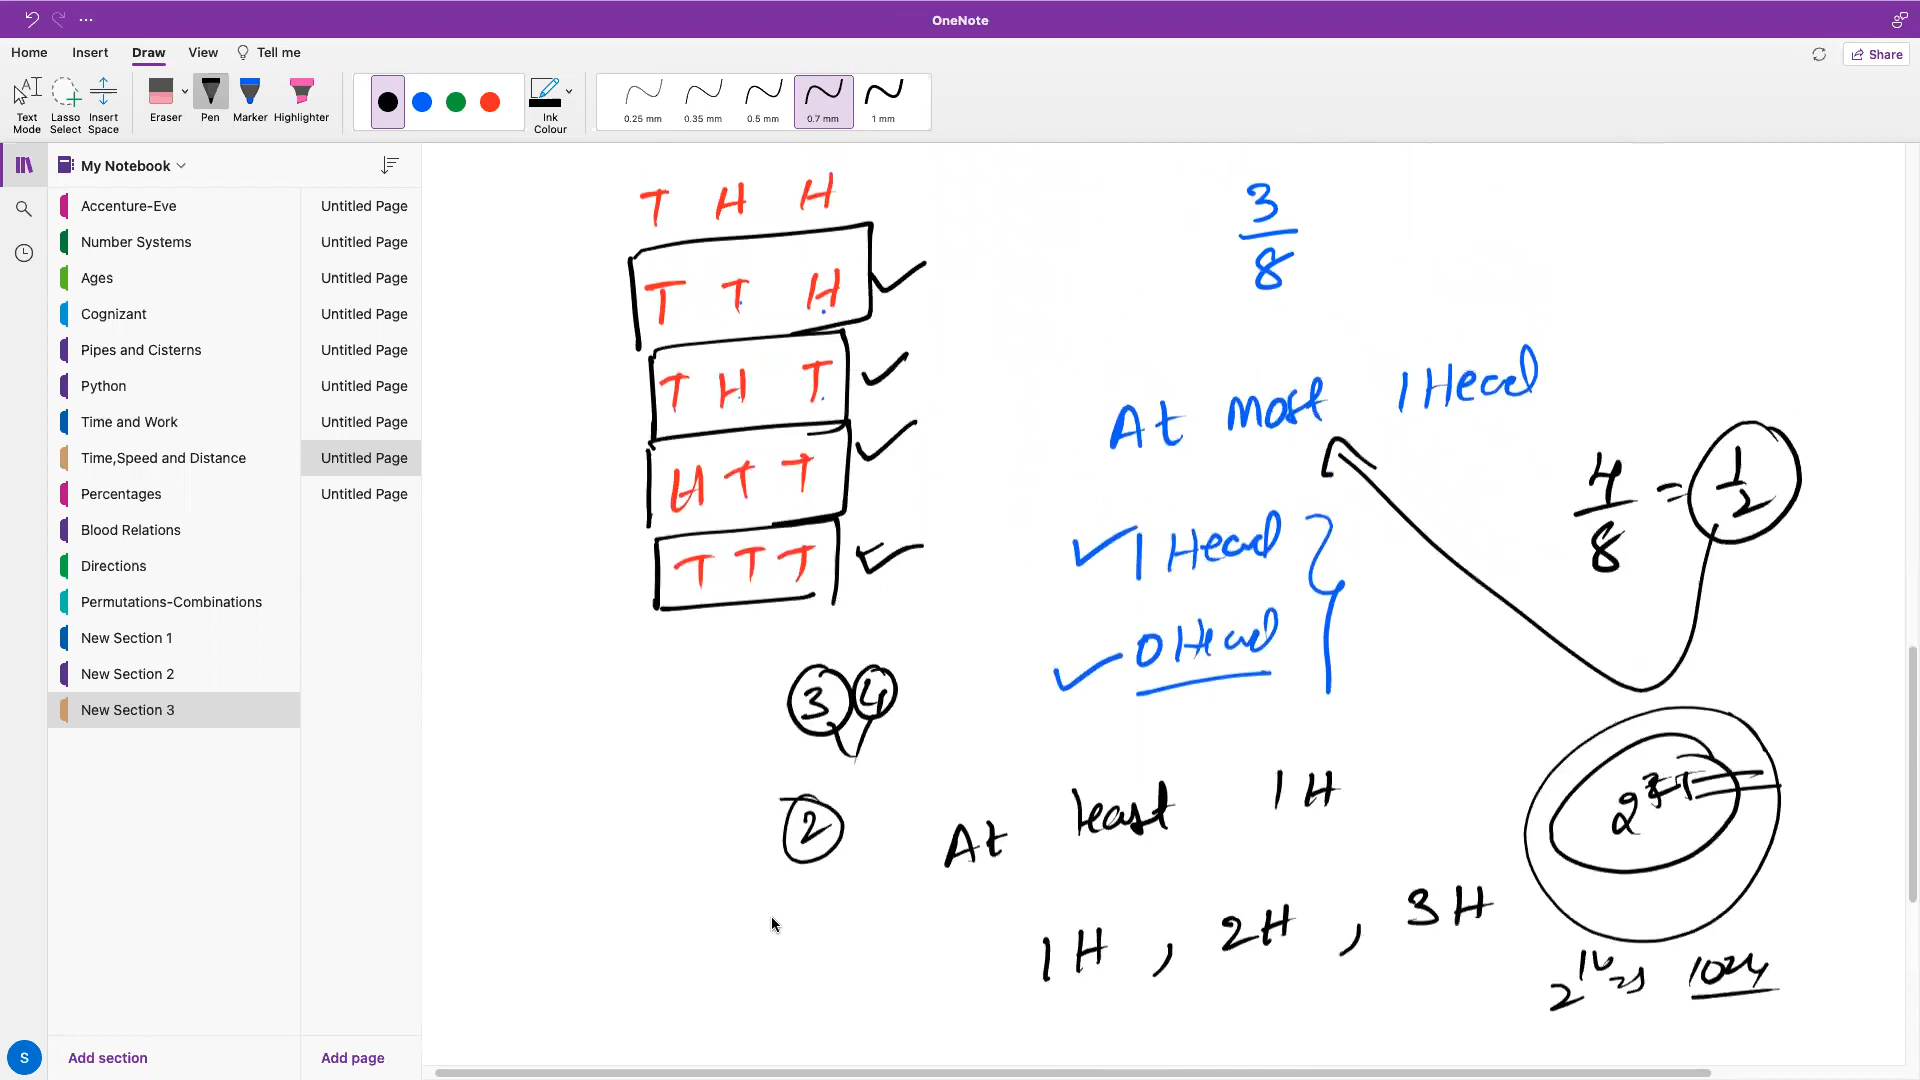 OneNote
Home Insert Draw View Tell me
Share
Text Mode
Lasso Select
Insert Space
Eraser
Pen
Marker
Highlighter
Ink Colour
0.25 mm
0.35 mm
0.5 mm
0.7 mm
1 mm
My Notebook
Accenture-Eve
Number Systems
Ages
Cognizant
Pipes and Cisterns
Python
Time and Work
Time,Speed and Distance
Percentages
Blood Relations
Directions
Permutations-Combinations
New Section 1
New Section 2
New Section 3
Untitled Page
Untitled Page
Untitled Page
Untitled Page
Untitled Page
Untitled Page
Untitled Page
Untitled Page
Untitled Page
S
Add section
Add page
T H H
T T H
T H T
H T T
T T T
3
8
At most 1 Head
1 Head
0 Head
4/8 = 1/2
3 4
2
At least 1H
1H , 2H , 3H
1024